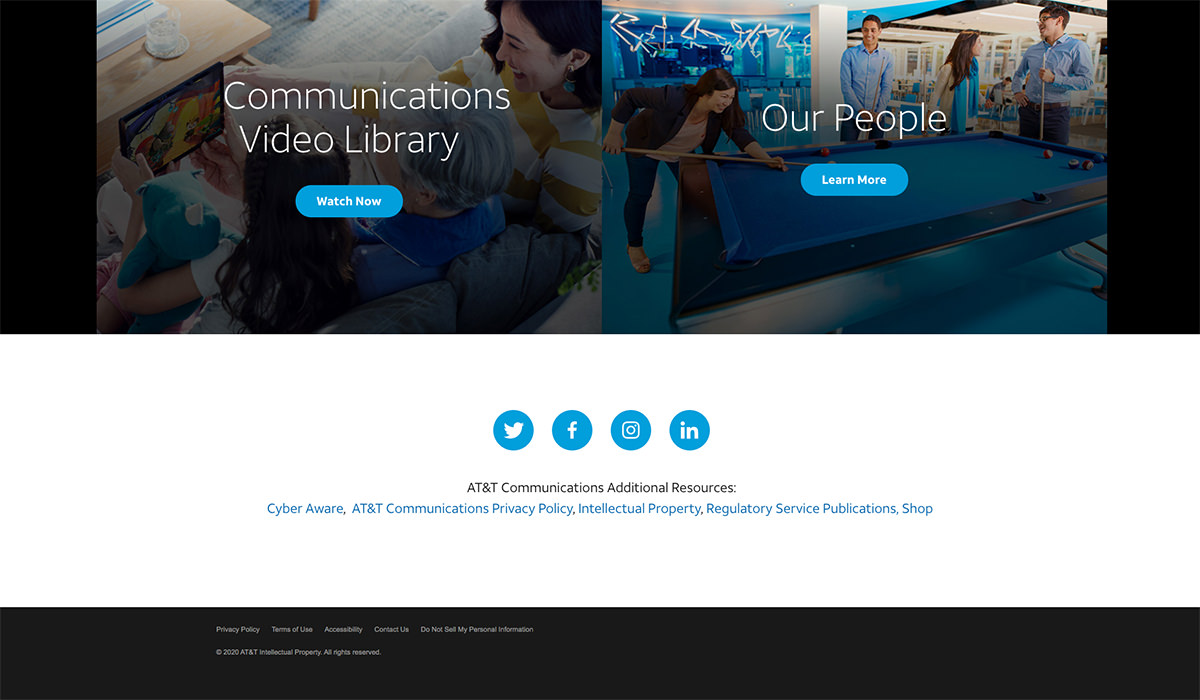 Communications
Video Library
Watch Now
Our People
Learn More
AT&T Communications Additional Resources:
Cyber Aware,  AT&T Communications Privacy Policy, Intellectual Property, Regulatory Service Publications, Shop
Privacy Policy Terms of Use Accessibility Contact Us Do Not Sell My Personal Information
© 2020 AT&T Intellectual Property. All rights reserved.